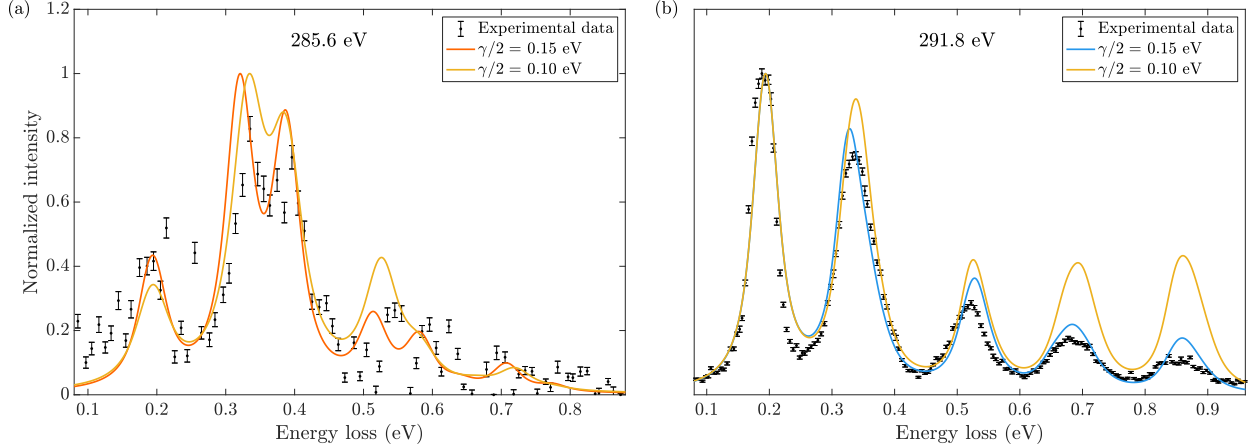 (a)
285.6 eV
Experimental data
γ/2 = 0.15 eV
γ/2 = 0.10 eV
Normalized intensity
1.2
1
0.8
0.6
0.4
0.2
0
0.1 0.2 0.3 0.4 0.5 0.6 0.7 0.8
Energy loss (eV)
(b)
291.8 eV
Experimental data
γ/2 = 0.15 eV
γ/2 = 0.10 eV
0.1 0.2 0.3 0.4 0.5 0.6 0.7 0.8 0.9
Energy loss (eV)